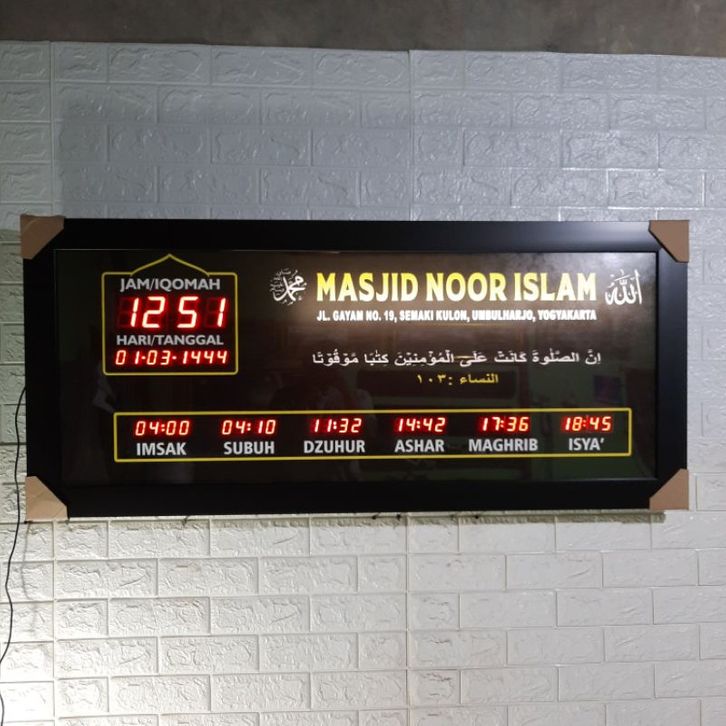 JAM/IQOMAH
12 51
HARI/TANGGAL
01-03-1444
محمد
MASJID NOOR ISLAM
الله
JL. GAYAM NO. 19, SEMAKI KULON, UMBULHARJO, YOGYAKARTA
اِنَّ الصَّلٰوةَ كَانَتْ عَلَى الْمُؤْمِنِيْنَ كِتٰبًا مَّوْقُوْتًا
النساء : ١٠٣
04:00 04:10 11:32 14:42 17:36 18:45
IMSAK SUBUH DZUHUR ASHAR MAGHRIB ISYA'